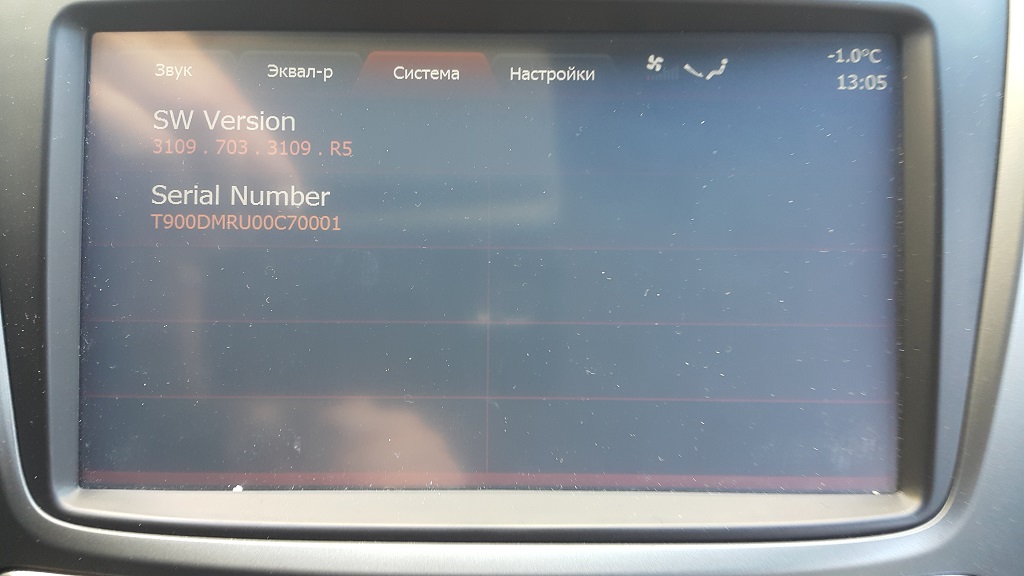 Звук Эквал-р Система Настройки -1.0°C
13:05
SW Version
3109 . 703 . 3109 . R5
Serial Number
T900DMRU00C70001